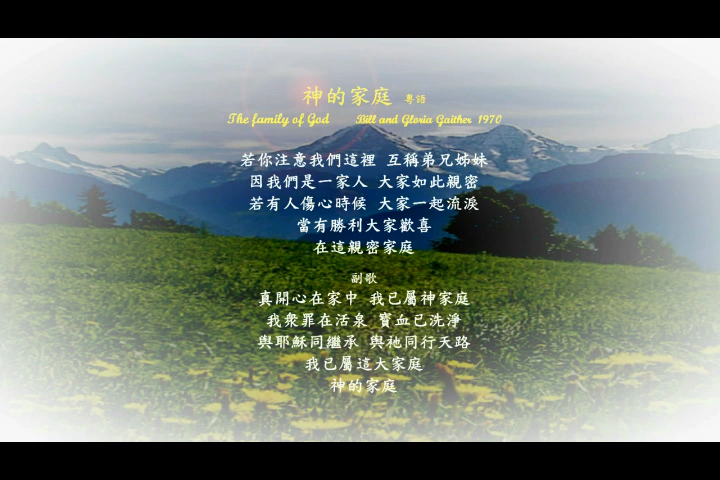 神的家庭 粵語
The family of God Bill and Gloria Gaither 1970
若你注意我們這裡 互稱弟兄姊妹
因我們是一家人 大家如此親密
若有人傷心時候 大家一起流淚
當有勝利大家歡喜
在這親密家庭
副歌
真開心在家中 我已屬神家庭
我衆罪在活泉 寶血已洗淨
與耶穌同繼承 與祂同行天路
我已屬這大家庭
神的家庭